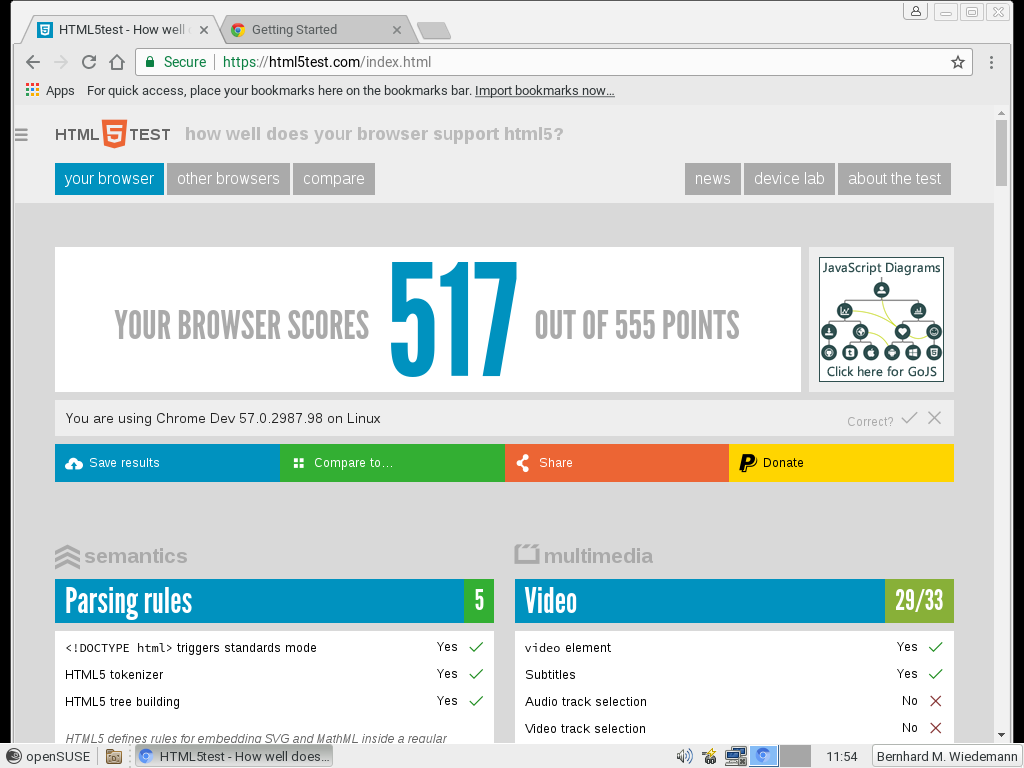 HTML5test - How well
Getting Started
Secure
https://html5test.com/index.html
Apps
For quick access, place your bookmarks here on the bookmarks bar. Import bookmarks now...
HTML5TEST how well does your browser support html5?
your browser other browsers compare news device lab about the test
YOUR BROWSER SCORES 517 OUT OF 555 POINTS
JavaScript Diagrams
Click here for GoJS
You are using Chrome Dev 57.0.2987.98 on Linux
Correct?
Save results Compare to... Share Donate
semantics
Parsing rules 5
<!DOCTYPE html> triggers standards mode Yes
HTML5 tokenizer Yes
HTML5 tree building Yes
HTML5 defines rules for embedding SVG and MathML inside a regular
multimedia
Video 29/33
video element Yes
Subtitles Yes
Audio track selection No
Video track selection No
openSUSE
HTML5test - How well does...
11:54
Bernhard M. Wiedemann